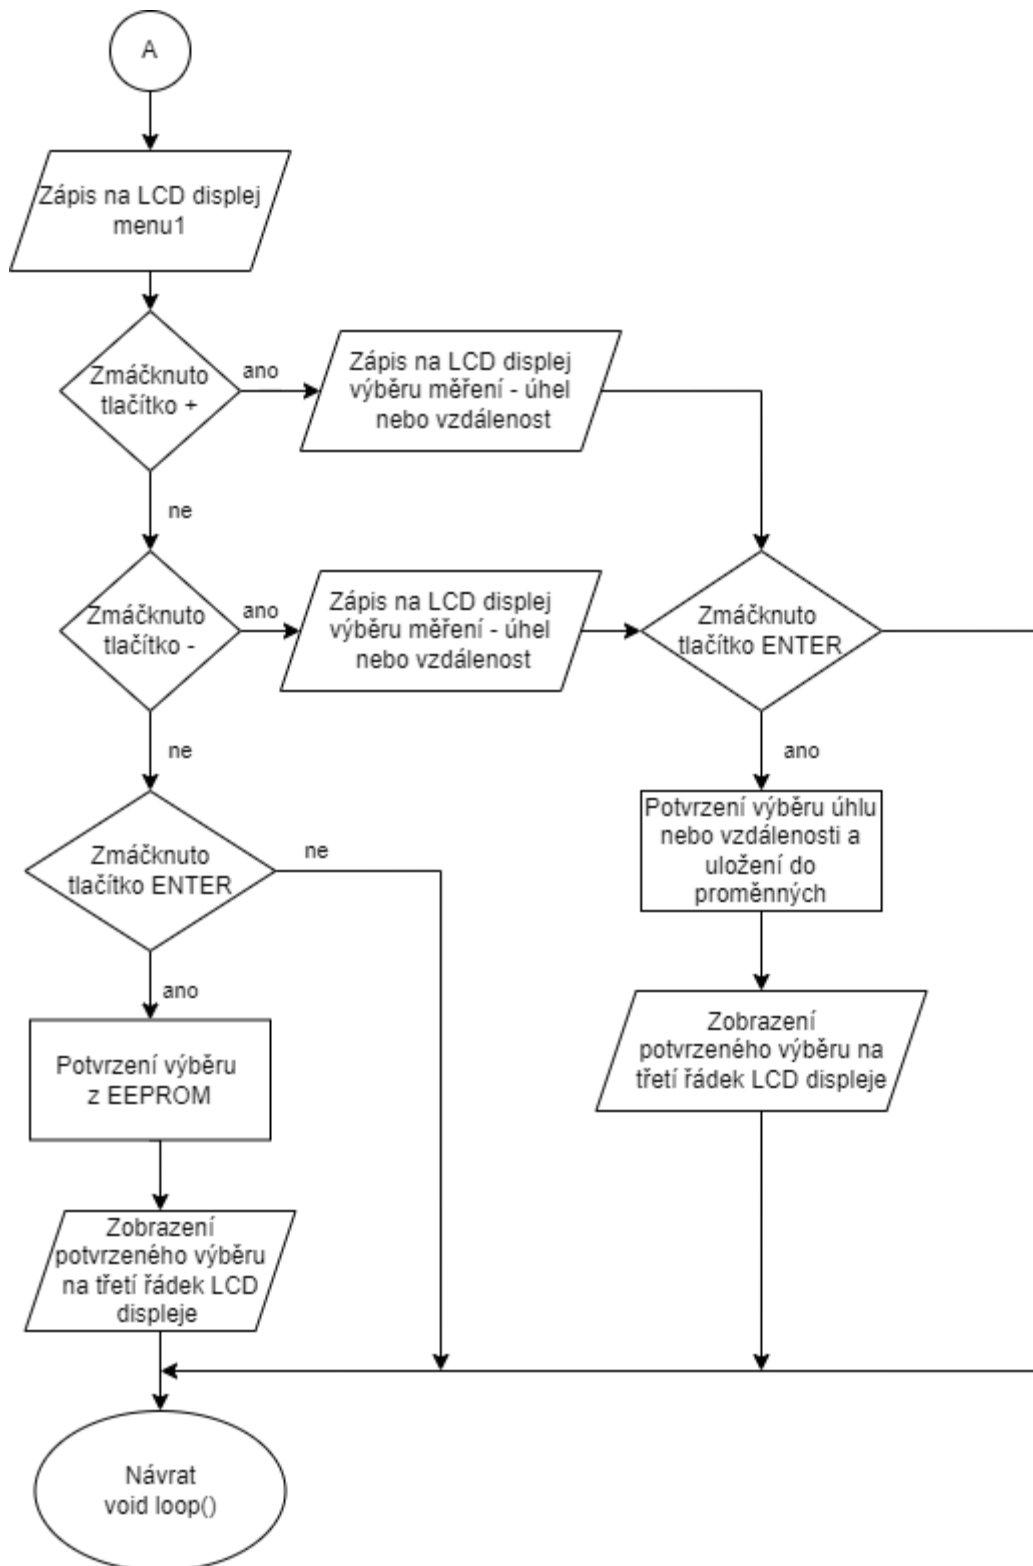 A
Zápis na LCD displej
menu1
Zmáčknuto
tlačítko +
ano
Zápis na LCD displej
výběru měření - úhel
nebo vzdálenost
ne
Zmáčknuto
tlačítko -
ano
Zápis na LCD displej
výběru měření - úhel
nebo vzdálenost
Zmáčknuto
tlačítko ENTER
ne
ano
Zmáčknuto
tlačítko ENTER
ne
Potvrzení výběru úhlu
nebo vzdálenosti a
uložení do
proměnných
ano
Potvrzení výběru
z EEPROM
Zobrazení
potvrzeného výběru na
třetí řádek LCD displeje
Zobrazení
potvrzeného výběru
na třetí řádek LCD
displeje
Návrat
void loop()